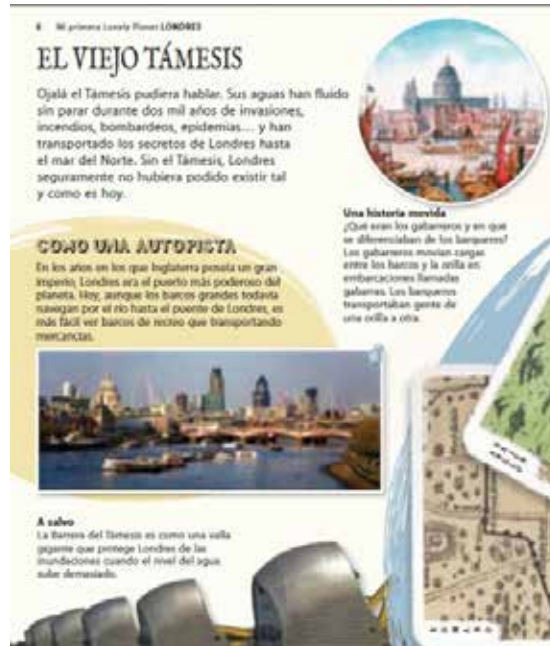 6 Mi primera Lonely Planet LONDRES
EL VIEJO TÁMESIS
Ojalá el Támesis pudiera hablar. Sus aguas han fluido
sin parar durante dos mil años de invasiones,
incendios, bombardeos, epidemias... y han
transportado los secretos de Londres hasta
el mar del Norte. Sin el Támesis, Londres
seguramente no hubiera podido existir tal
y como es hoy.
Una historia movida
¿Qué eran los gabarreros y en qué
se diferenciaban de los barqueros?
Los gabarreros movían cargas
entre los barcos y la orilla en
embarcaciones llamadas
gabarras. Los barqueros
transportaban gente de
una orilla a otra.
COMO UNA AUTOPISTA
En los años en los que Inglaterra poseía un gran
imperio, Londres era el puerto más poderoso del
planeta. Hoy, aunque los barcos grandes todavía
navegan por el río hasta el puente de Londres, es
más fácil ver barcos de recreo que transportando
mercancías.
A salvo
La Barrera del Támesis es como una valla
gigante que protege Londres de las
inundaciones cuando el nivel del agua
sube demasiado.